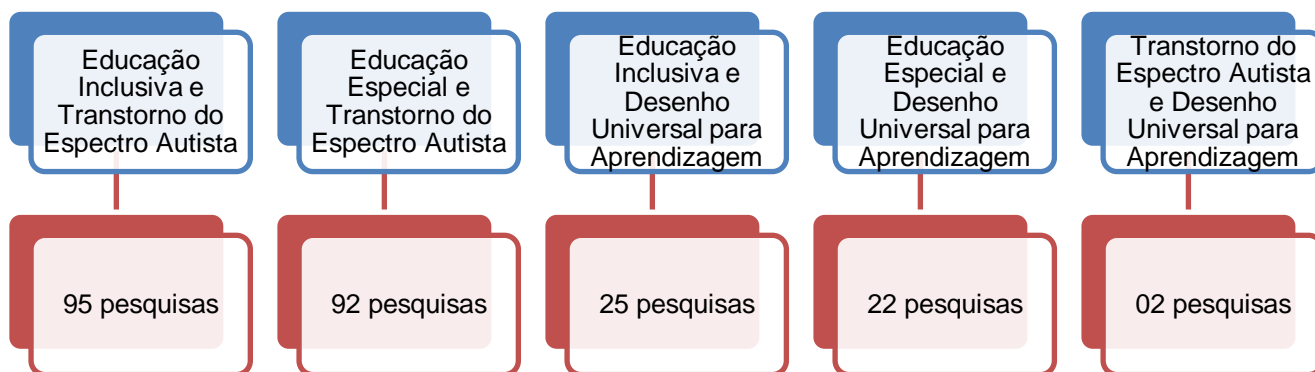 Educação
Inclusiva e
Transtorno do
Espectro Autista
Educação
Especial e
Transtorno do
Espectro Autista
Educação
Inclusiva e
Desenho
Universal para
Aprendizagem
Educação
Especial e
Desenho
Universal para
Aprendizagem
Transtorno do
Espectro Autista
e Desenho
Universal para
Aprendizagem
95 pesquisas
92 pesquisas
25 pesquisas
22 pesquisas
02 pesquisas